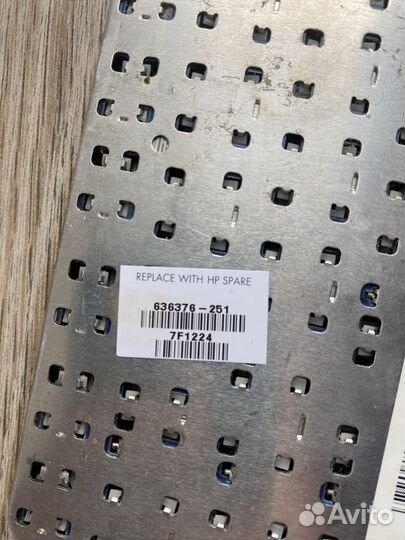 REPLACE WITH HP SPARE
636376-251
7F1224
Avito